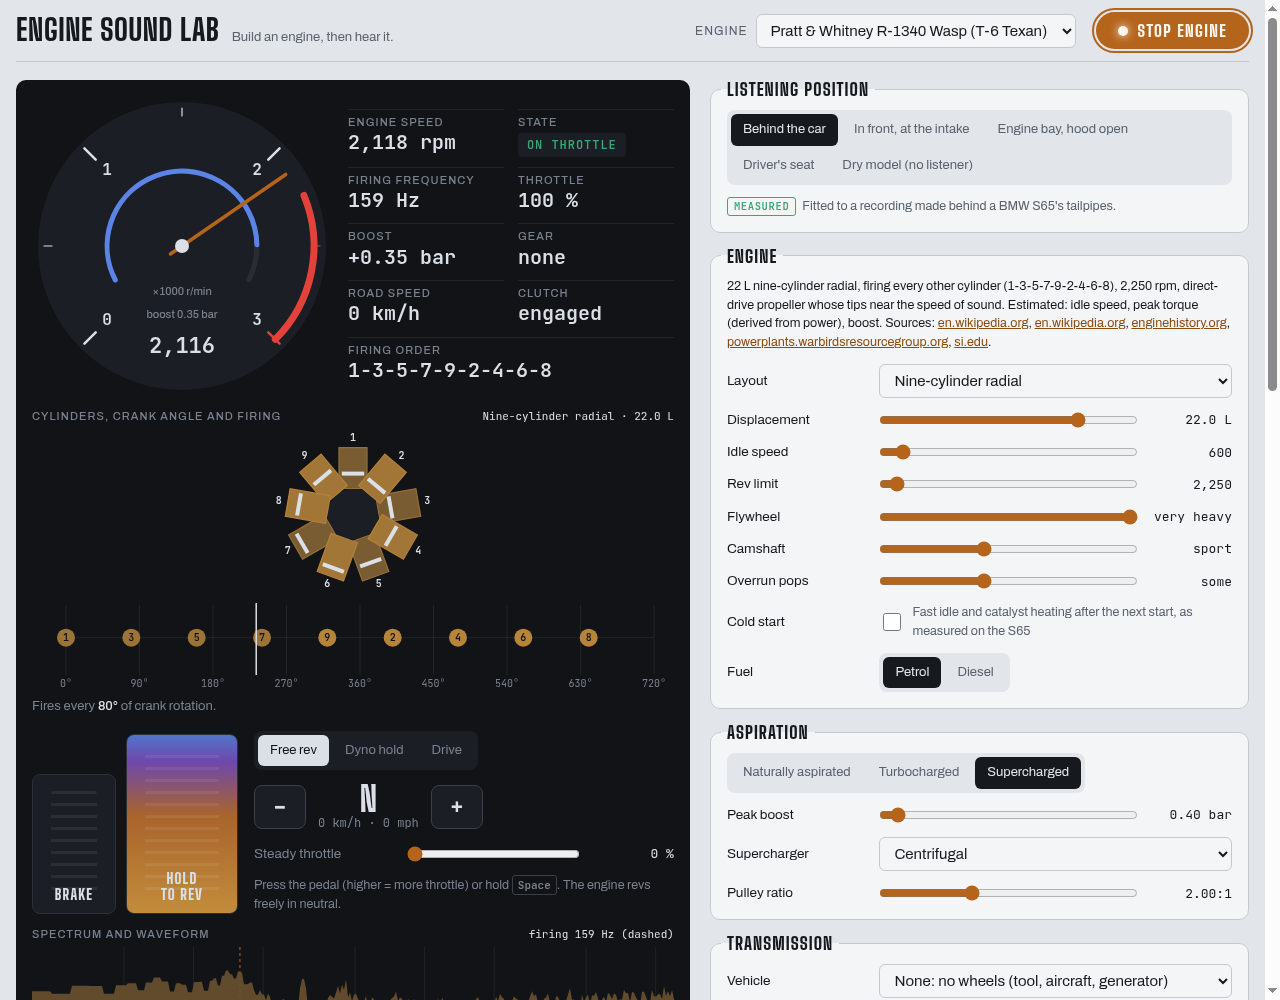 ENGINE SOUND LAB
Build an engine, then hear it.
ENGINE
Pratt & Whitney R-1340 Wasp (T-6 Texan)
STOP ENGINE
0
1
2
3
×1000 r/min
boost 0.35 bar
2,116
ENGINE SPEED
2,118 rpm
STATE
ON THROTTLE
FIRING FREQUENCY
159 Hz
THROTTLE
100 %
BOOST
+0.35 bar
GEAR
none
ROAD SPEED
0 km/h
CLUTCH
engaged
FIRING ORDER
1-3-5-7-9-2-4-6-8
CYLINDERS, CRANK ANGLE AND FIRING
Nine-cylinder radial · 22.0 L
1
2
3
4
5
6
7
8
9
1 3 5 7 9 2 4 6 8
0° 90° 180° 270° 360° 450° 540° 630° 720°
Fires every 80° of crank rotation.
BRAKE
HOLD
TO REV
Free rev
Dyno hold
Drive
−
N
+
0 km/h · 0 mph
Steady throttle
0 %
Press the pedal (higher = more throttle) or hold Space. The engine revs
freely in neutral.
SPECTRUM AND WAVEFORM
firing 159 Hz (dashed)
LISTENING POSITION
Behind the car
In front, at the intake
Engine bay, hood open
Driver's seat
Dry model (no listener)
MEASURED Fitted to a recording made behind a BMW S65's tailpipes.
ENGINE
22 L nine-cylinder radial, firing every other cylinder (1-3-5-7-9-2-4-6-8), 2,250 rpm, direct-
drive propeller whose tips near the speed of sound. Estimated: idle speed, peak torque
(derived from power), boost. Sources: en.wikipedia.org, en.wikipedia.org, enginehistory.org,
powerplants.warbirdsresourcegroup.org, si.edu.
Layout
Nine-cylinder radial
Displacement
22.0 L
Idle speed
600
Rev limit
2,250
Flywheel
very heavy
Camshaft
sport
Overrun pops
some
Cold start
Fast idle and catalyst heating after the next start, as
measured on the S65
Fuel
Petrol
Diesel
ASPIRATION
Naturally aspirated
Turbocharged
Supercharged
Peak boost
0.40 bar
Supercharger
Centrifugal
Pulley ratio
2.00:1
TRANSMISSION
Vehicle
None: no wheels (tool, aircraft, generator)